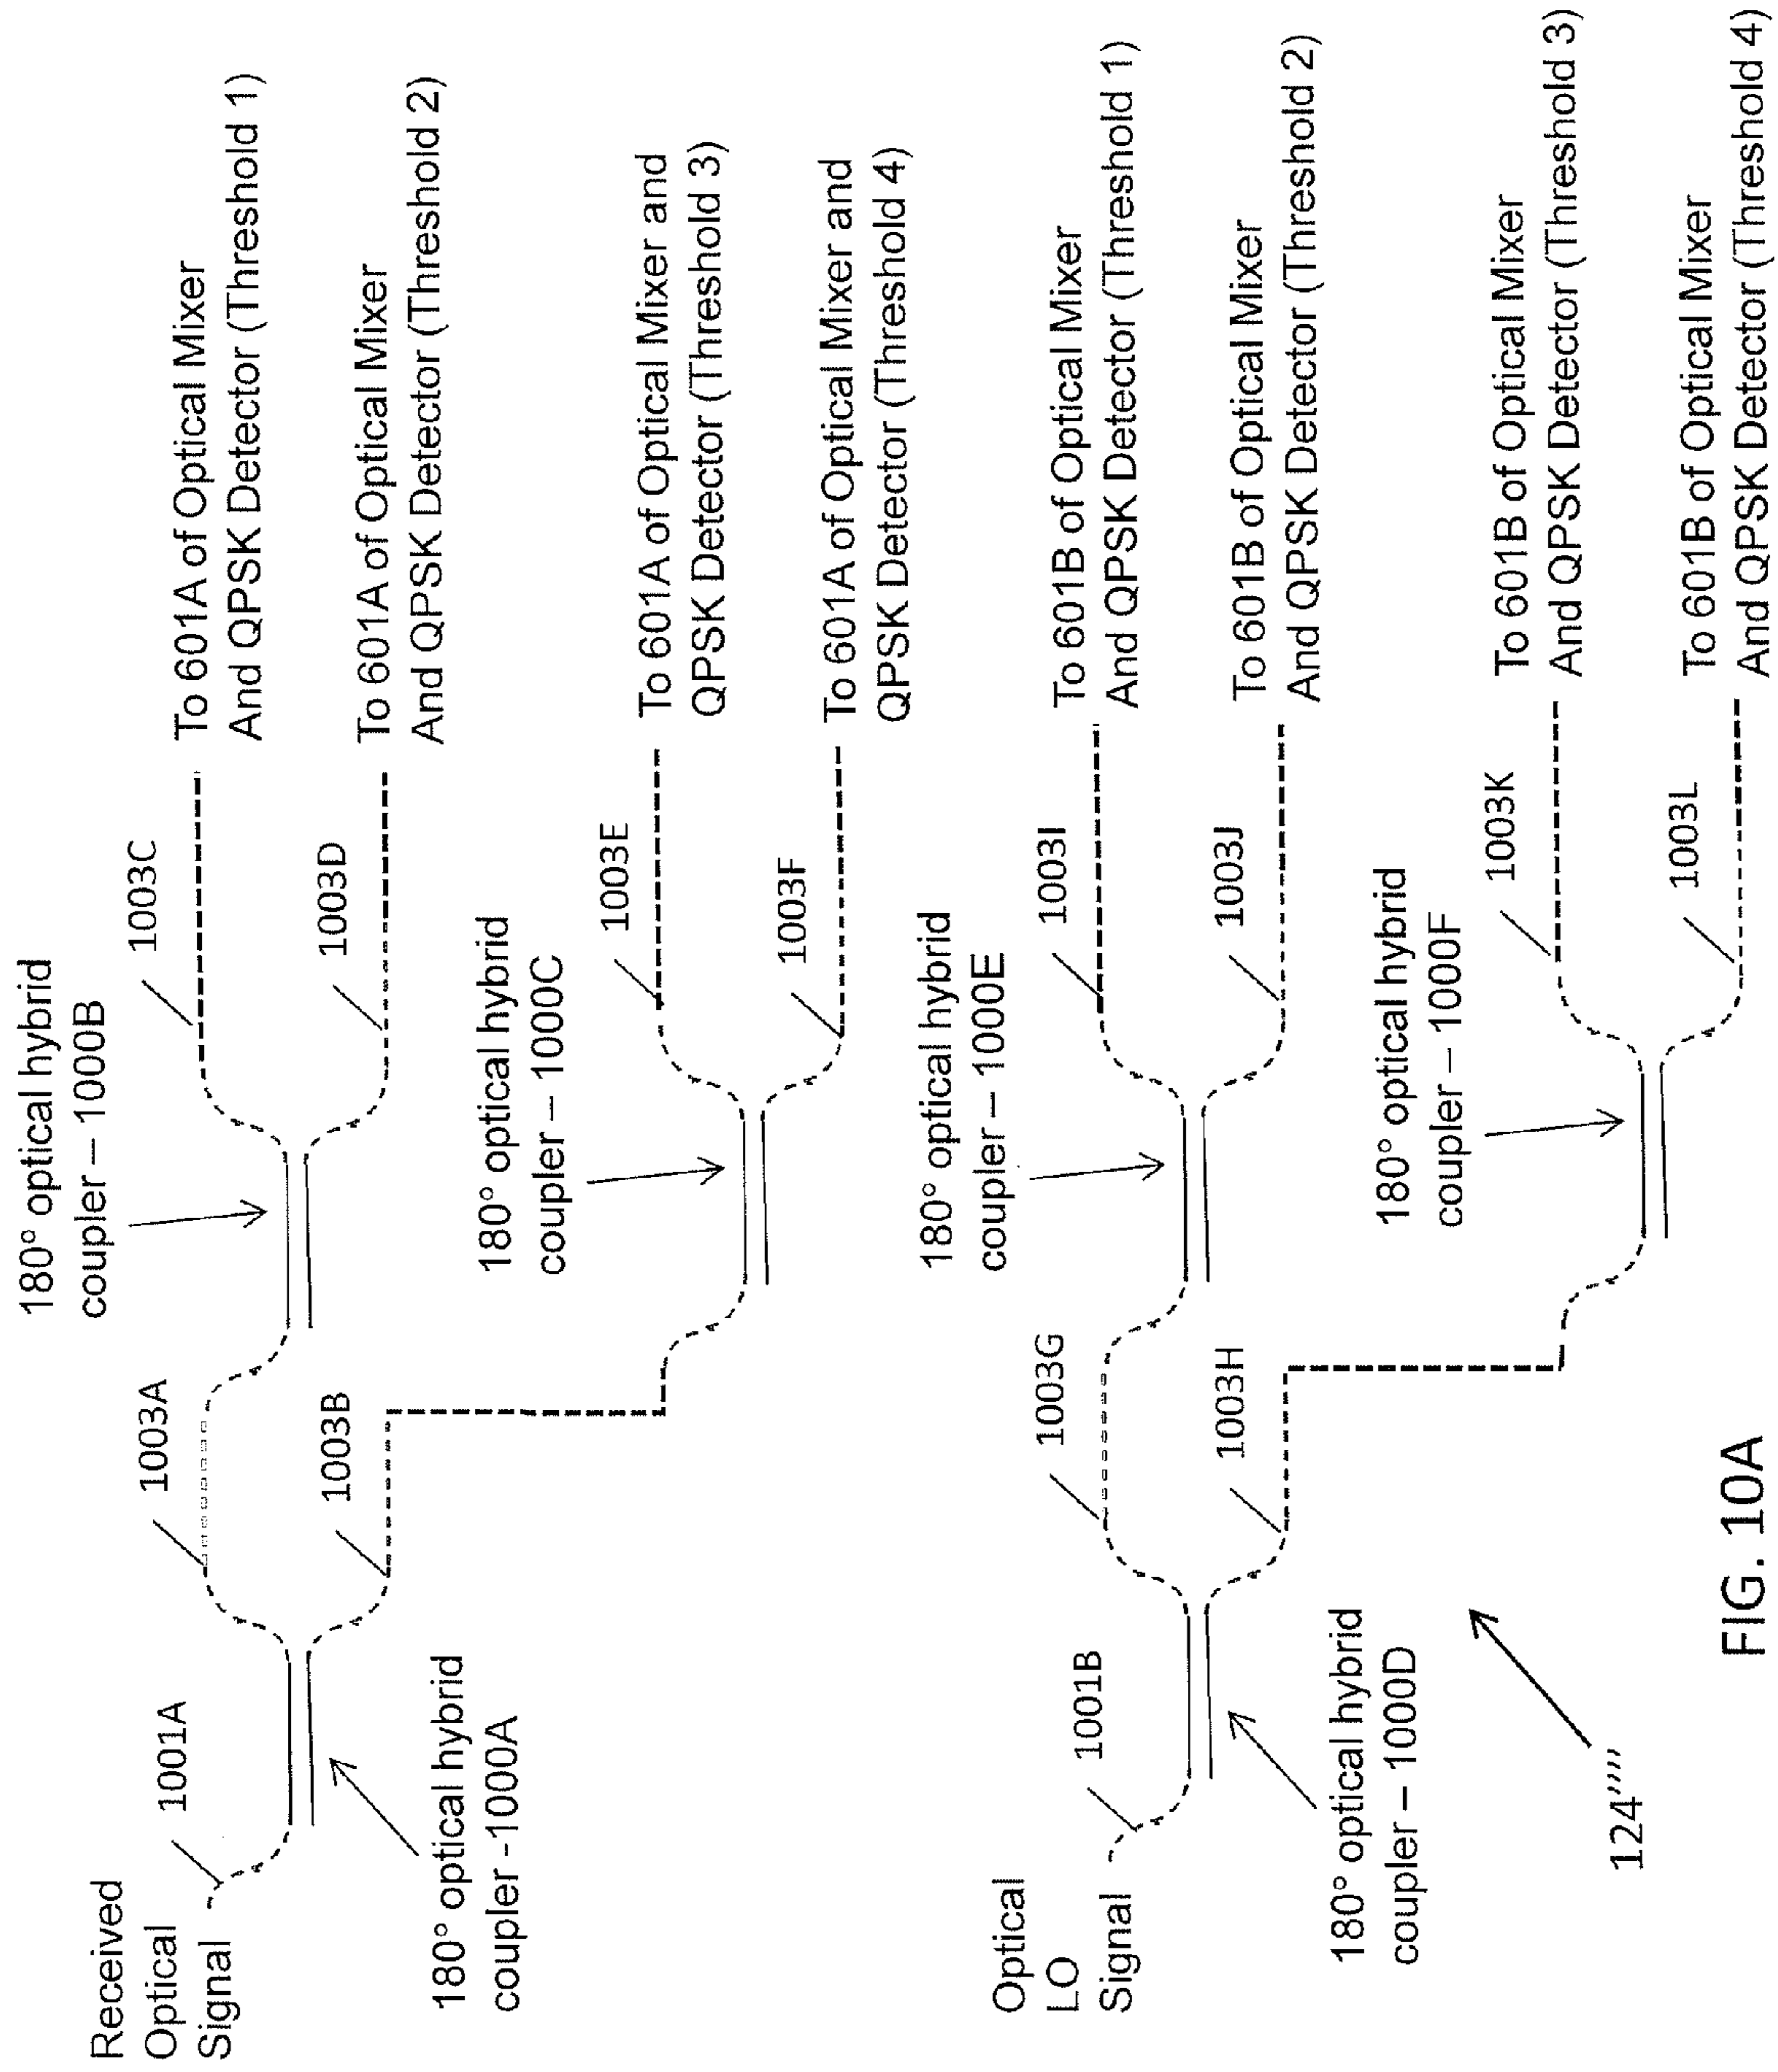 Received
Optical
Signal
1001A
180° optical hybrid
coupler -1000A
1003A
1003B
180° optical hybrid
coupler – 1000B
1003C
1003D
To 601A of Optical Mixer
And QPSK Detector (Threshold 1)
To 601A of Optical Mixer
And QPSK Detector (Threshold 2)
180° optical hybrid
coupler – 1000C
1003E
1003F
To 601A of Optical Mixer and
QPSK Detector (Threshold 3)
To 601A of Optical Mixer and
QPSK Detector (Threshold 4)
Optical
LO
Signal
1001B
180° optical hybrid
coupler – 1000D
1003G
1003H
180° optical hybrid
coupler – 1000E
1003I
1003J
To 601B of Optical Mixer
And QPSK Detector (Threshold 1)
To 601B of Optical Mixer
And QPSK Detector (Threshold 2)
180° optical hybrid
coupler – 1000F
1003K
1003L
To 601B of Optical Mixer
And QPSK Detector (Threshold 3)
To 601B of Optical Mixer
And QPSK Detector (Threshold 4)
124''''
FIG. 10A